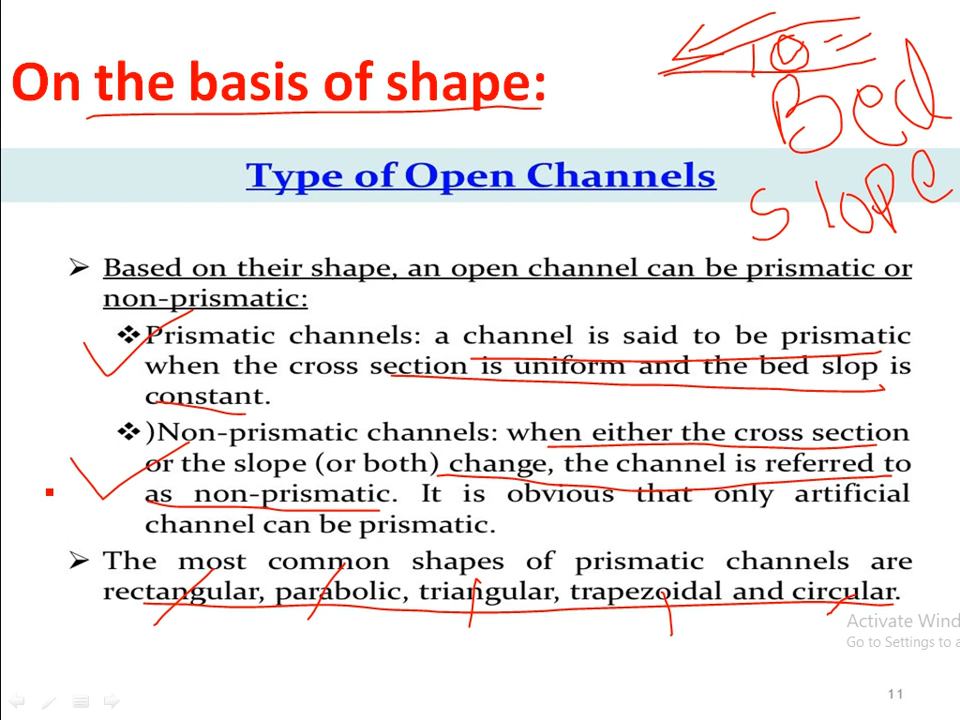 On the basis of shape:
10 =
Bed
slope
Type of Open Channels
➢ Based on their shape, an open channel can be prismatic or
non-prismatic:
❖ Prismatic channels: a channel is said to be prismatic
when the cross section is uniform and the bed slop is
constant.
❖ )Non-prismatic channels: when either the cross section
or the slope (or both) change, the channel is referred to
as non-prismatic. It is obvious that only artificial
channel can be prismatic.
➢ The most common shapes of prismatic channels are
rectangular, parabolic, triangular, trapezoidal and circular.
Activate Wind
Go to Settings to a
11